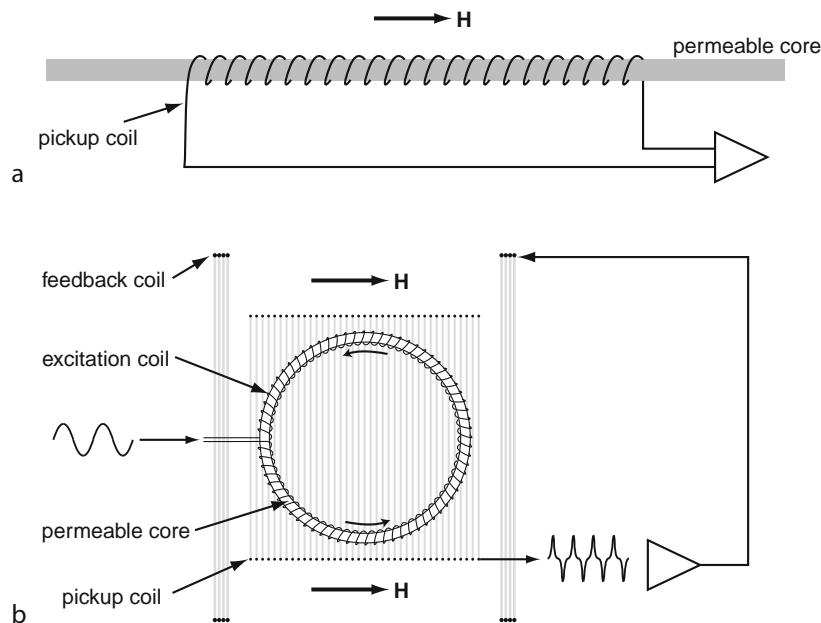 H
permeable core
pickup coil
a
feedback coil
H
excitation coil
permeable core
pickup coil
H
b